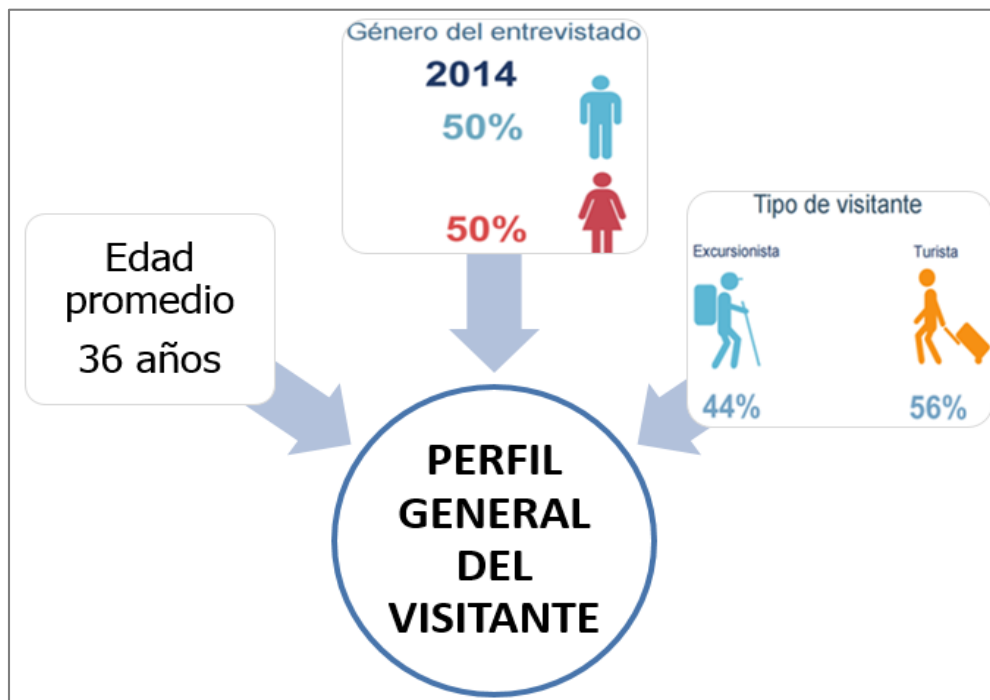 Género del entrevistado
2014
50%
50%
Edad
promedio
36 años
Tipo de visitante
Excursionista
Turista
44%
56%
PERFIL
GENERAL
DEL
VISITANTE